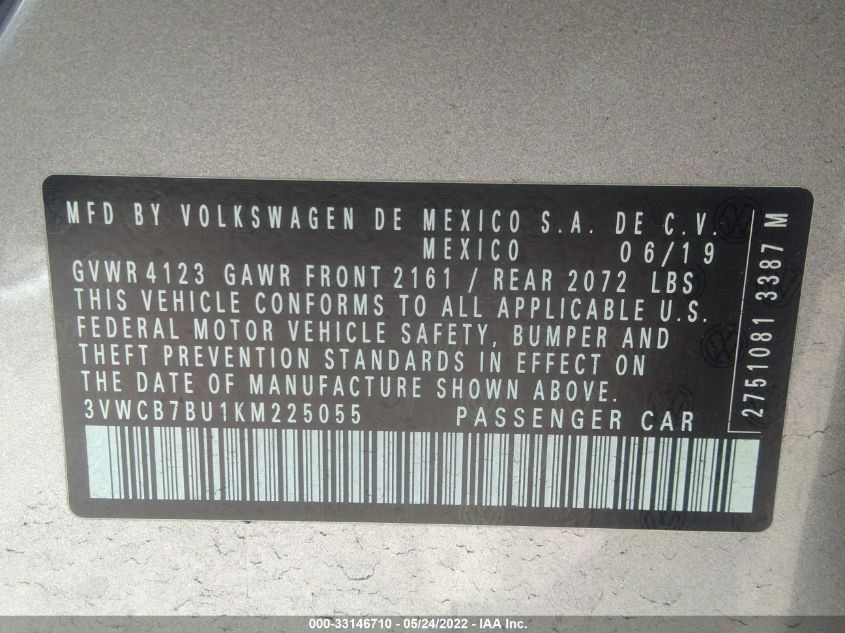 MFD BY VOLKSWAGEN DE MEXICO S.A. DE C.V.
MEXICO 06/19
GVWR 4123 GAWR FRONT 2161 / REAR 2072 LBS
THIS VEHICLE CONFORMS TO ALL APPLICABLE U.S.
FEDERAL MOTOR VEHICLE SAFETY, BUMPER AND
THEFT PREVENTION STANDARDS IN EFFECT ON
THE DATE OF MANUFACTURE SHOWN ABOVE.
3VWCB7BU1KM225055 PASSENGER CAR
2751081 3387 M
000-33146710 - 05/24/2022 - IAA Inc.